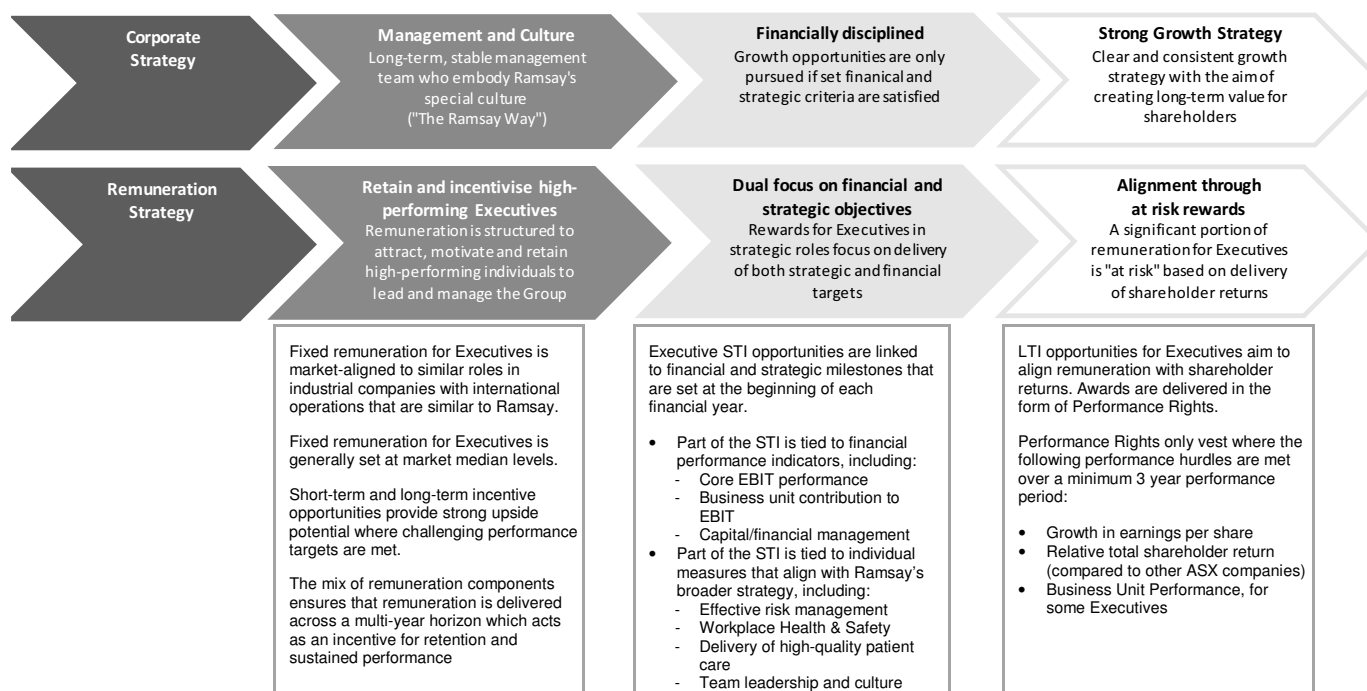 Corporate
Strategy
Management and Culture
Long-term, stable management
team who embody Ramsay's
special culture
("The Ramsay Way")
Financially disciplined
Growth opportunities are only
pursued if set finanical and
strategic criteria are satisfied
Strong Growth Strategy
Clear and consistent growth
strategy with the aim of
creating long-term value for
shareholders
Remuneration
Strategy
Retain and incentivise high-
performing Executives
Remuneration is structured to
attract, motivate and retain
high-performing individuals to
lead and manage the Group
Dual focus on financial and
strategic objectives
Rewards for Executives in
strategic roles focus on delivery
of both strategic and financial
targets
Alignment through
at risk rewards
A significant portion of
remuneration for Executives
is "at risk" based on delivery
of shareholder returns
Fixed remuneration for Executives is
market-aligned to similar roles in
industrial companies with international
operations that are similar to Ramsay.
Fixed remuneration for Executives is
generally set at market median levels.
Short-term and long-term incentive
opportunities provide strong upside
potential where challenging performance
targets are met.
The mix of remuneration components
ensures that remuneration is delivered
across a multi-year horizon which acts
as an incentive for retention and
sustained performance
Executive STI opportunities are linked
to financial and strategic milestones that
are set at the beginning of each
financial year.
• Part of the STI is tied to financial
performance indicators, including:
- Core EBIT performance
- Business unit contribution to
EBIT
- Capital/financial management
• Part of the STI is tied to individual
measures that align with Ramsay's
broader strategy, including:
- Effective risk management
- Workplace Health & Safety
- Delivery of high-quality patient
care
- Team leadership and culture
LTI opportunities for Executives aim to
align remuneration with shareholder
returns. Awards are delivered in the
form of Performance Rights.
Performance Rights only vest where the
following performance hurdles are met
over a minimum 3 year performance
period:
• Growth in earnings per share
• Relative total shareholder return
(compared to other ASX companies)
• Business Unit Performance, for
some Executives